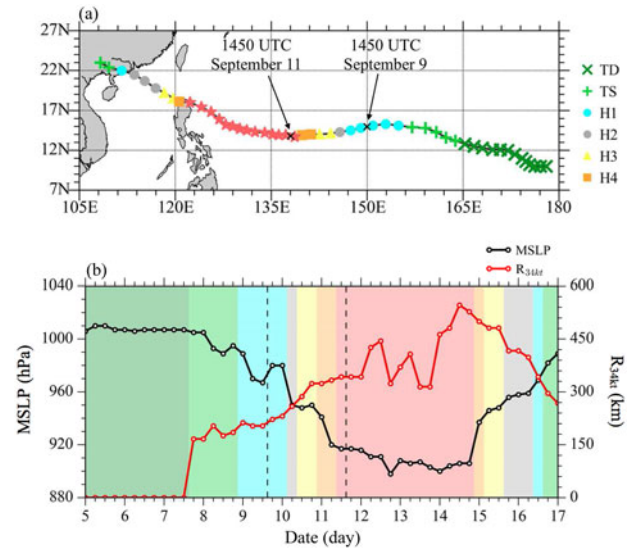 (a)
27N
22N
17N
12N
7N
105E 120E 135E 150E 165E 180
1450 UTC
September 11
1450 UTC
September 9
TD
TS
H1
H2
H3
H4
MSLP
R34kt
(b)
1040
1000
960
920
880
MSLP (hPa)
600
450
300
150
0
R34kt (km)
5 6 7 8 9 10 11 12 13 14 15 16 17
Date (day)